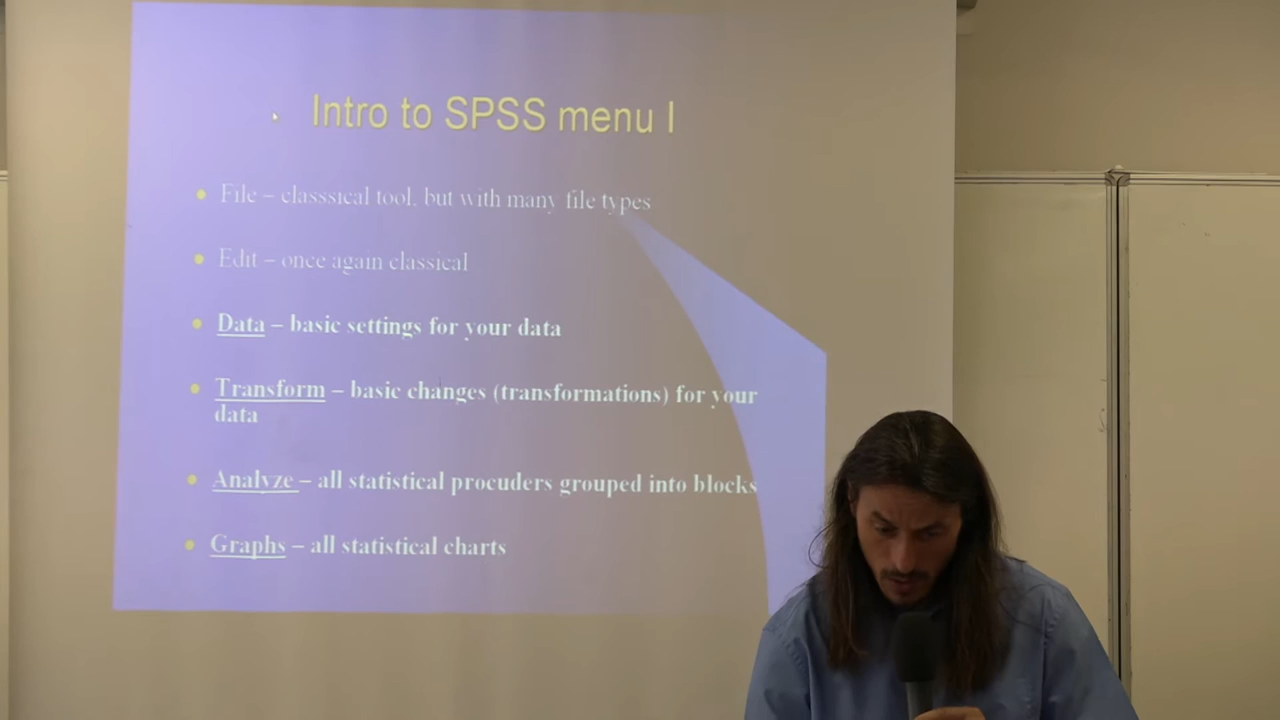 Intro to SPSS menu I
File – classsical tool, but with many file types
Edit – once again classical
Data – basic settings for your data
Transform – basic changes (transformations) for your
data
Analyze – all statistical procuders grouped into blocks
Graphs – all statistical charts